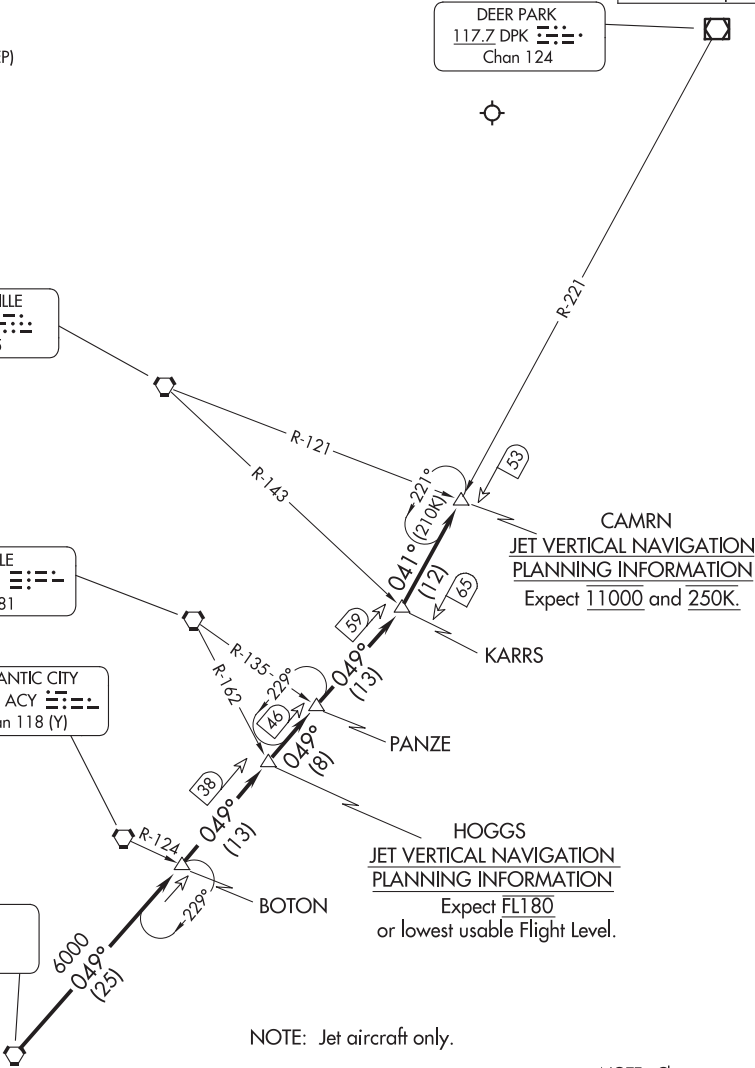 DEER PARK
117.7 DPK
Chan 124
R-221
R-121
R-143
221°
(210K)
53
041°
(12)
65
CAMRN
JET VERTICAL NAVIGATION
PLANNING INFORMATION
Expect 11000 and 250K.
59
049°
(13)
KARRS
81
R-135
R-162
229°
46
049°
(8)
PANZE
ANTIC CITY
ACY
an 118 (Y)
38
049°
(13)
R-124
HOGGS
JET VERTICAL NAVIGATION
PLANNING INFORMATION
Expect FL180
or lowest usable Flight Level.
229°
BOTON
6000
049°
(25)
NOTE: Jet aircraft only.